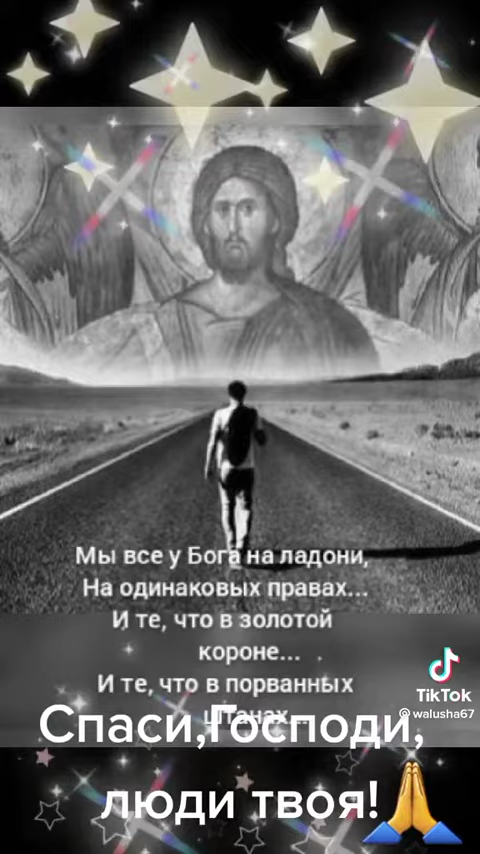 Мы все у Бога на ладони,
На одинаковых правах...
И те, что в золотой
короне...
И те, что в порванных
штанах...
Спаси,Господи,
люди твоя!🙏
TikTok
@walusha67